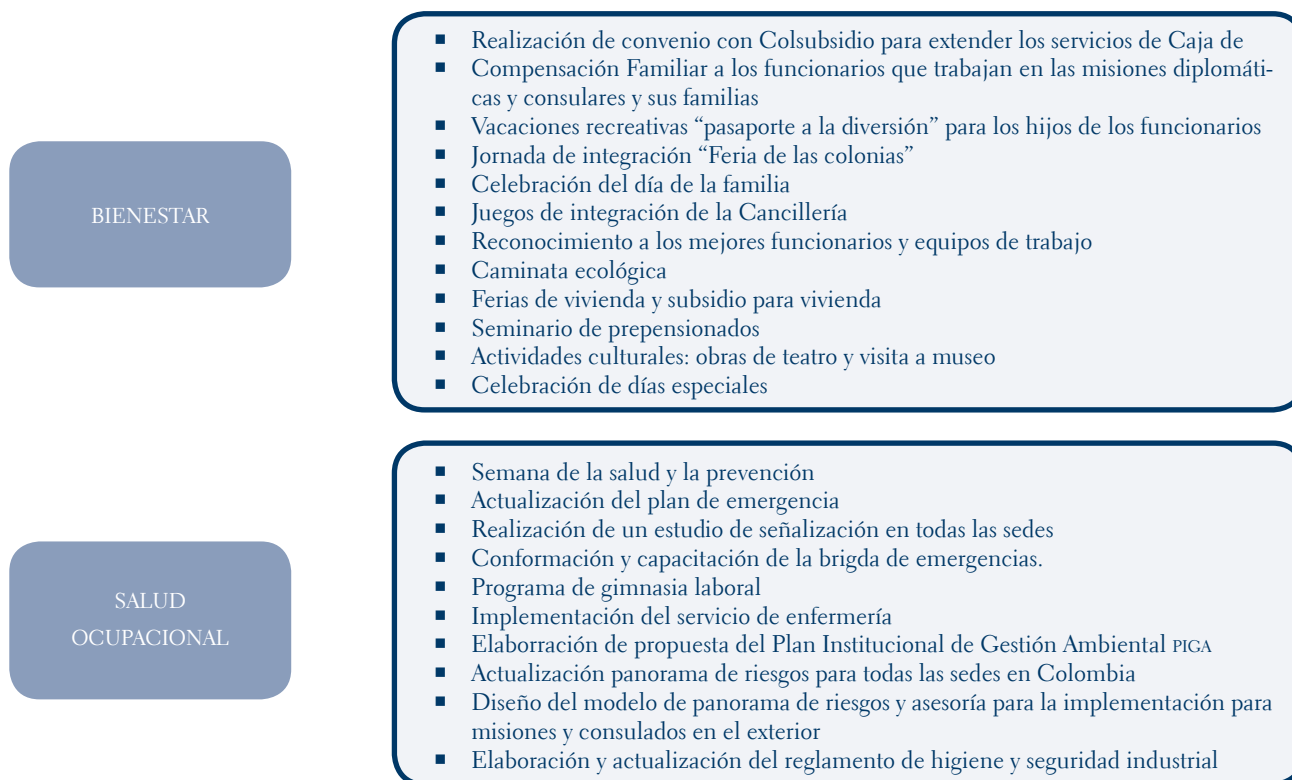 BIENESTAR
■ Realización de convenio con Colsubsidio para extender los servicios de Caja de
■ Compensación Familiar a los funcionarios que trabajan en las misiones diplomáti-
cas y consulares y sus familias
■ Vacaciones recreativas “pasaporte a la diversión” para los hijos de los funcionarios
■ Jornada de integración “Feria de las colonias”
■ Celebración del día de la familia
■ Juegos de integración de la Cancillería
■ Reconocimiento a los mejores funcionarios y equipos de trabajo
■ Caminata ecológica
■ Ferias de vivienda y subsidio para vivienda
■ Seminario de prepensionados
■ Actividades culturales: obras de teatro y visita a museo
■ Celebración de días especiales
SALUD
OCUPACIONAL
■ Semana de la salud y la prevención
■ Actualización del plan de emergencia
■ Realización de un estudio de señalización en todas las sedes
■ Conformación y capacitación de la brigda de emergencias.
■ Programa de gimnasia laboral
■ Implementación del servicio de enfermería
■ Elaborración de propuesta del Plan Institucional de Gestión Ambiental PIGA
■ Actualización panorama de riesgos para todas las sedes en Colombia
■ Diseño del modelo de panorama de riesgos y asesoría para la implementación para
misiones y consulados en el exterior
■ Elaboración y actualización del reglamento de higiene y seguridad industrial